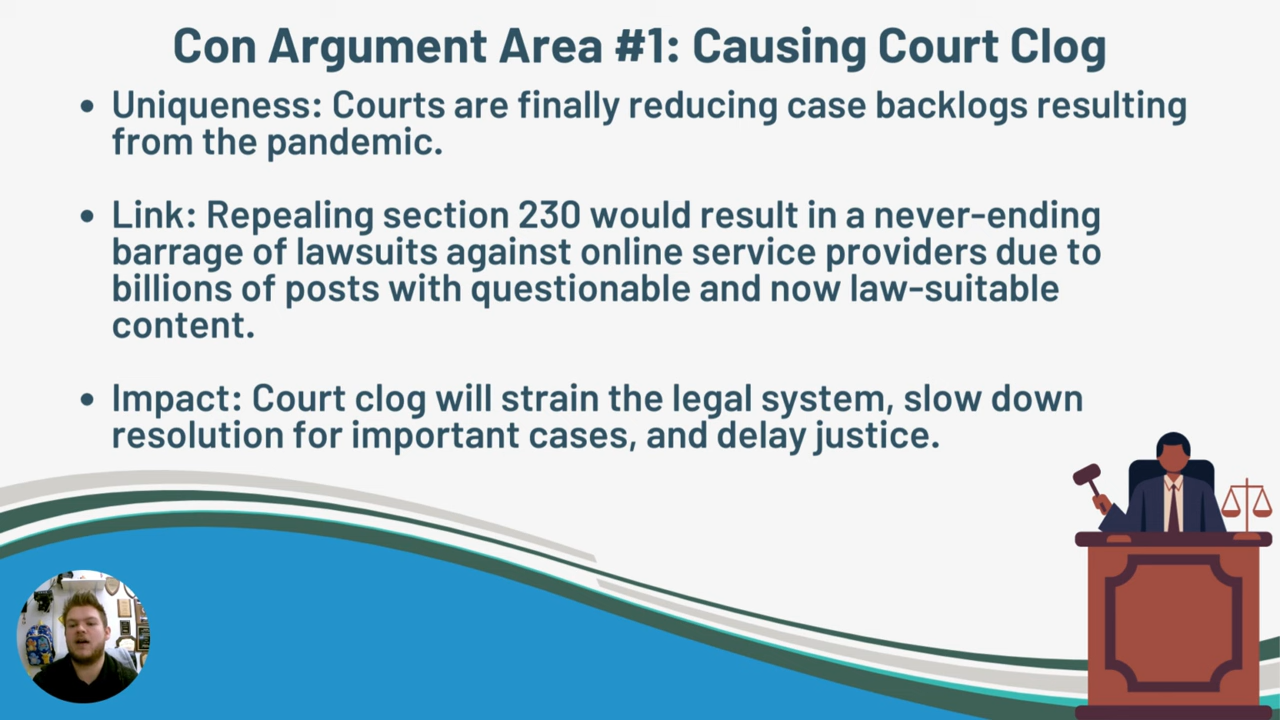 Con Argument Area #1: Causing Court Clog
• Uniqueness: Courts are finally reducing case backlogs resulting
from the pandemic.
• Link: Repealing section 230 would result in a never-ending
barrage of lawsuits against online service providers due to
billions of posts with questionable and now law-suitable
content.
• Impact: Court clog will strain the legal system, slow down
resolution for important cases, and delay justice.